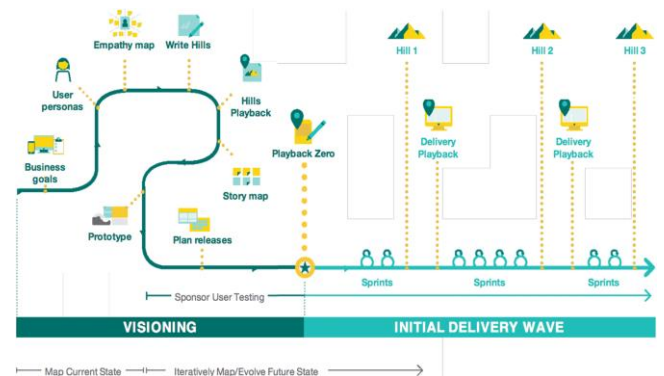 Empathy map
Write Hills
Hill 1
Hill 2
Hill 3
User
personas
Hills
Playback
Business
goals
Playback Zero
Delivery
Playback
Delivery
Playback
Story map
Prototype
Plan releases
Sprints
Sprints
Sprints
Sponsor User Testing
VISIONING
INITIAL DELIVERY WAVE
Map Current State
Iteratively Map/Evolve Future State